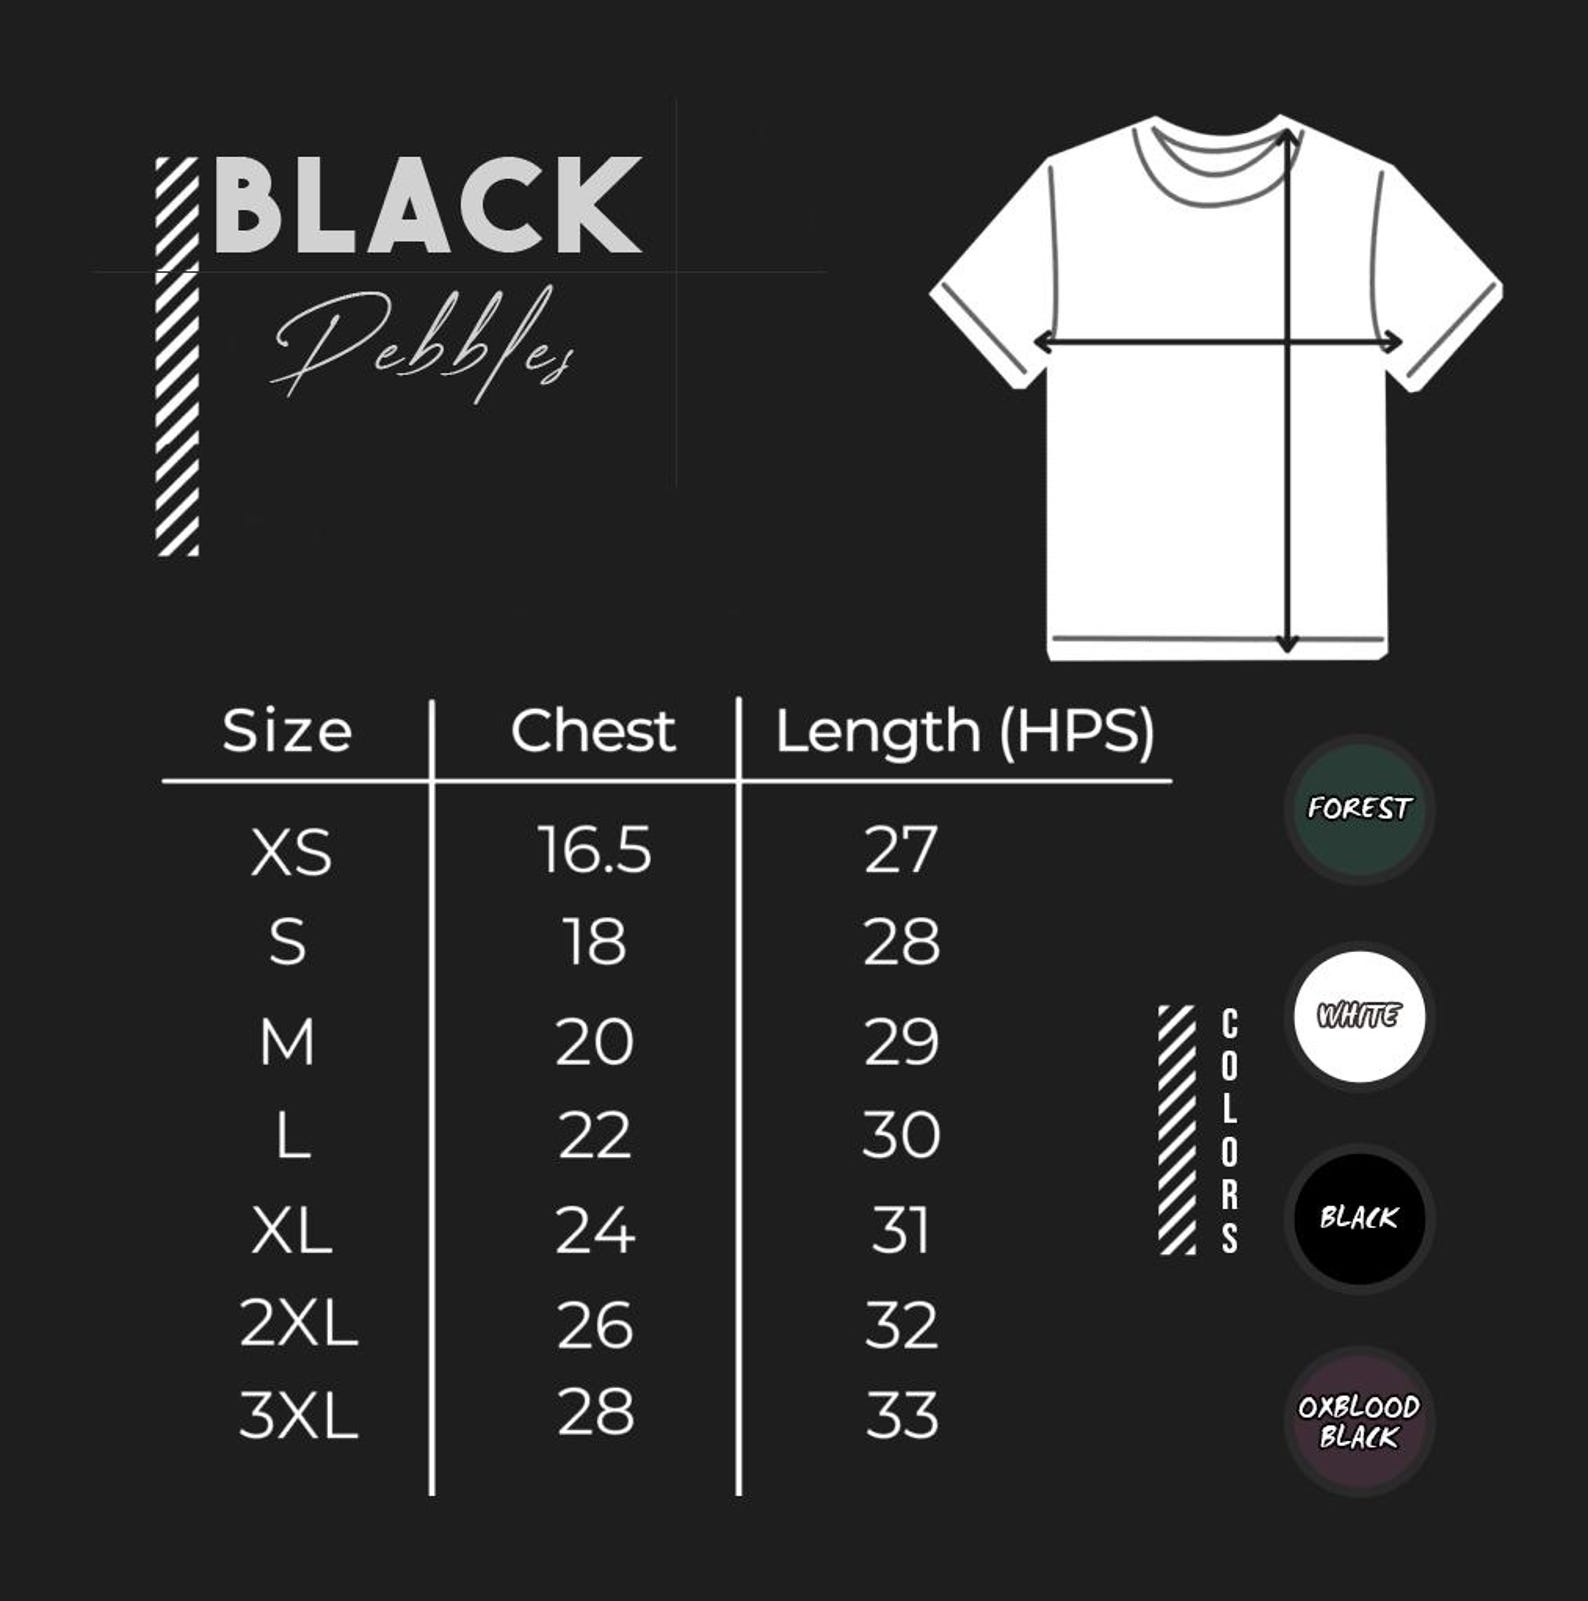 BLACK
Pebbles
Size Chest Length (HPS)
XS 16.5 27
S 18 28
M 20 29
L 22 30
XL 24 31
2XL 26 32
3XL 28 33
COLORS
FOREST
WHITE
BLACK
OXBLOOD
BLACK